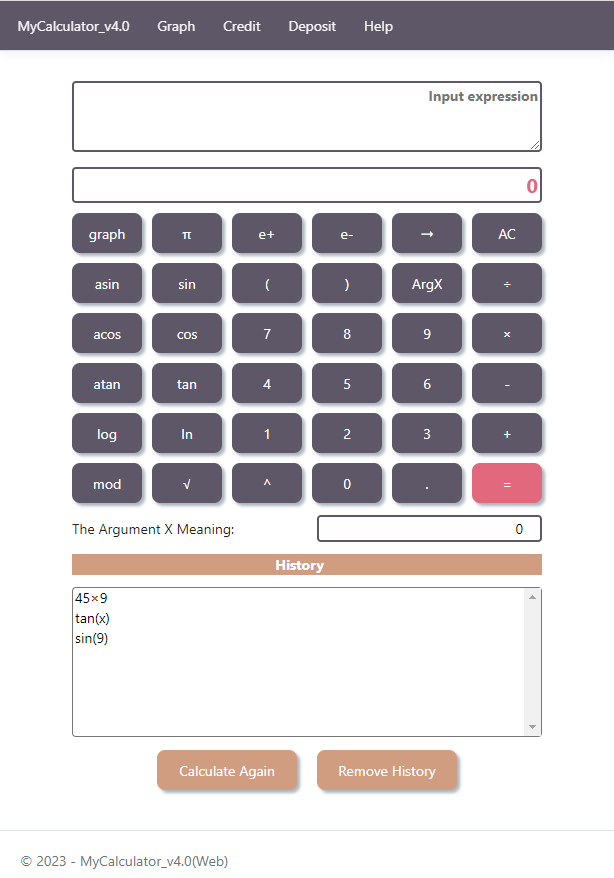 MyCalculator_v4.0 Graph Credit Deposit Help
Input expression
0
graph π e+ e- → AC
asin sin ( ) ArgX ÷
acos cos 7 8 9 ×
atan tan 4 5 6 -
log ln 1 2 3 +
mod √ ^ 0 . =
The Argument X Meaning: 0
History
45×9
tan(x)
sin(9)
Calculate Again Remove History
© 2023 - MyCalculator_v4.0(Web)